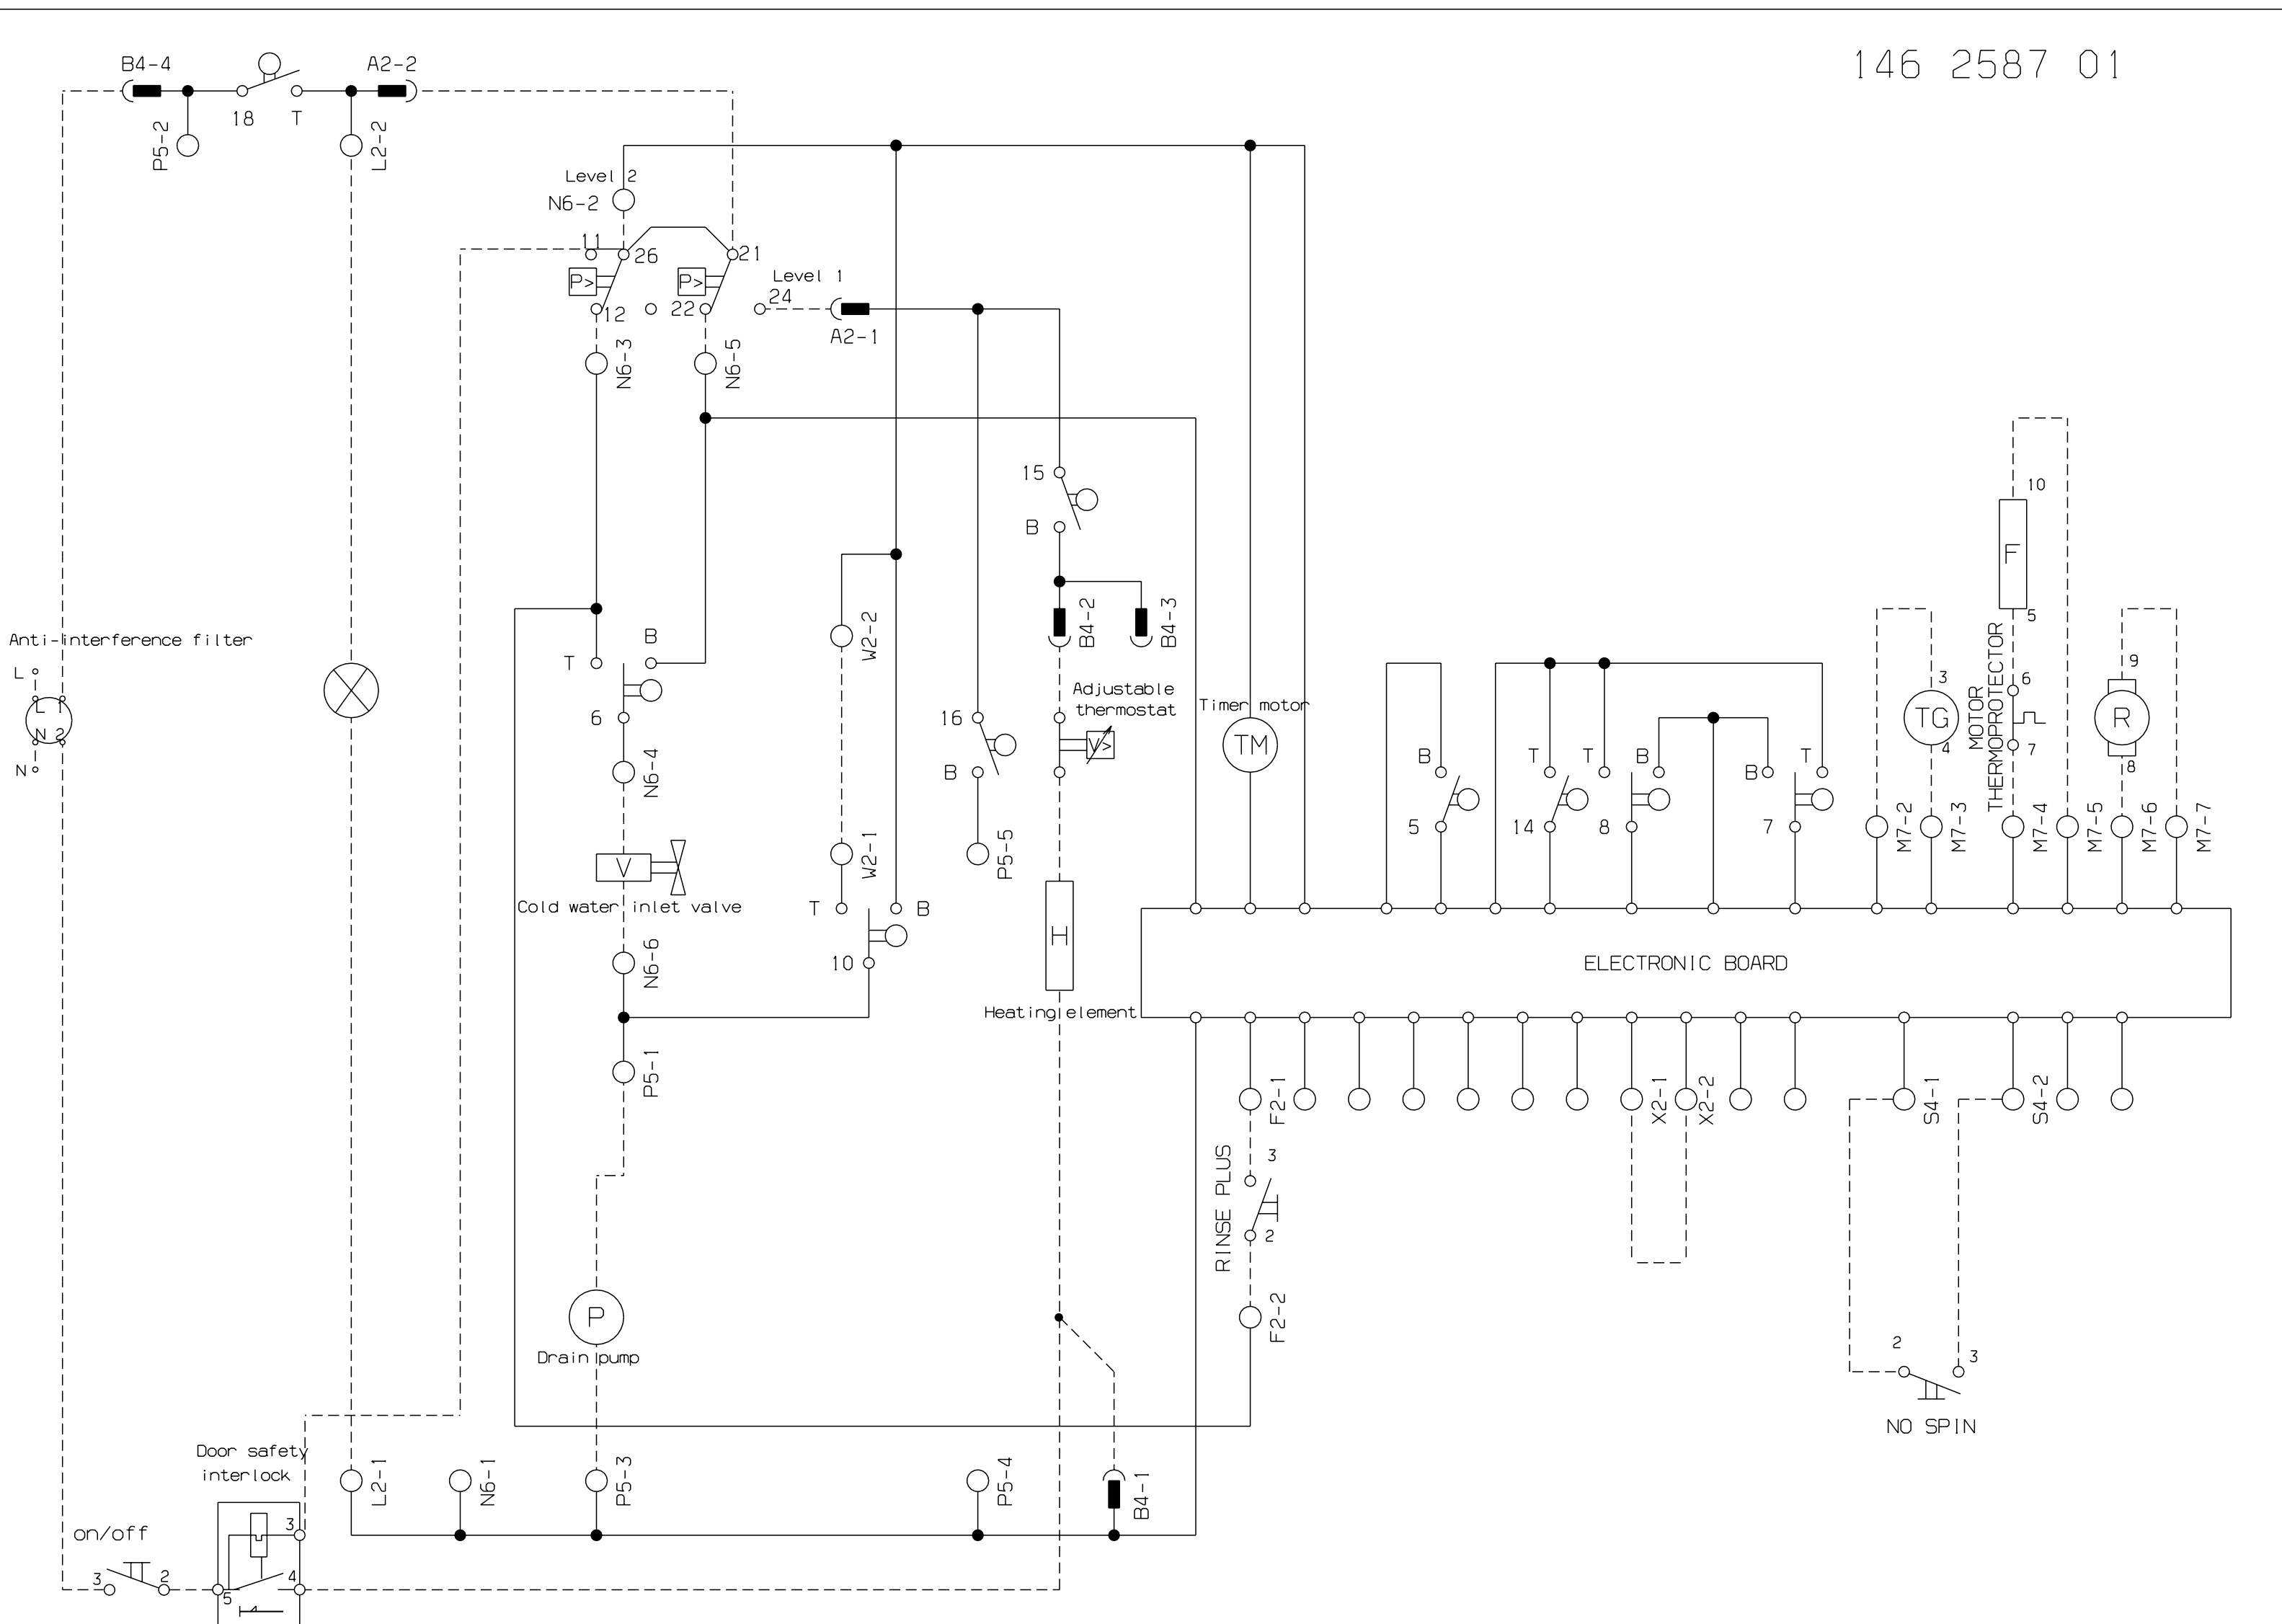 146 2587 01
B4-4
A2-2
18
T
P5-2
L2-2
Level 2
N6-2
11
26
21
P>
P>
Level 1
24
12
22
A2-1
N6-3
N6-5
15
B
10
F
5
Anti-interference filter
L
L 1
N 2
N
T
B
6
N6-4
W2-2
B4-2
B4-3
Adjustable
thermostat
V>
16
B
Timer motor
TM
MOTOR
THERMOPROTECTOR
6
7
3
TG
4
9
R
8
B
T
T
B
B
T
5
14
8
7
M7-2
M7-3
M7-4
M7-5
M7-6
M7-7
V
Cold water inlet valve
W2-1
P5-5
T
B
10
N6-6
H
Heating element
ELECTRONIC BOARD
P5-1
F2-1
X2-1
X2-2
S4-1
S4-2
RINSE PLUS
3
2
F2-2
P
Drain pump
2
3
NO SPIN
Door safety
interlock
L2-1
N6-1
P5-3
P5-4
B4-1
on/off
3
2
3
4
5